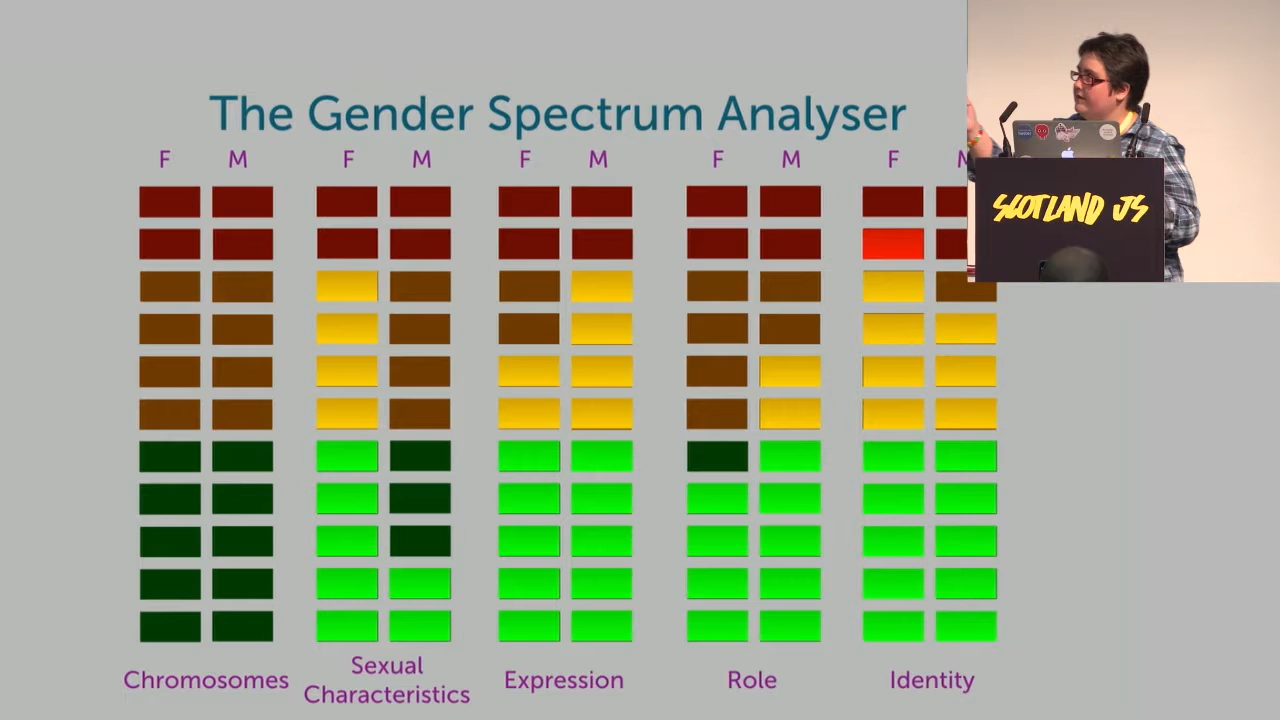 The Gender Spectrum Analyser
F M F M F M F M F M
SCOTLAND JS
Chromosomes
Sexual
Characteristics
Expression
Role
Identity